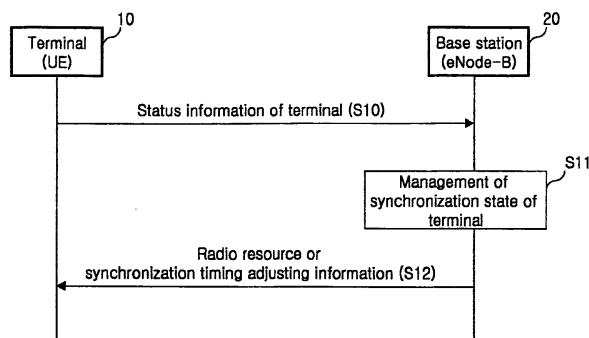 10
Terminal
(UE)
20
Base station
(eNode-B)
Status information of terminal (S10)
S11
Management of
synchronization state of
terminal
Radio resource or
synchronization timing adjusting information (S12)